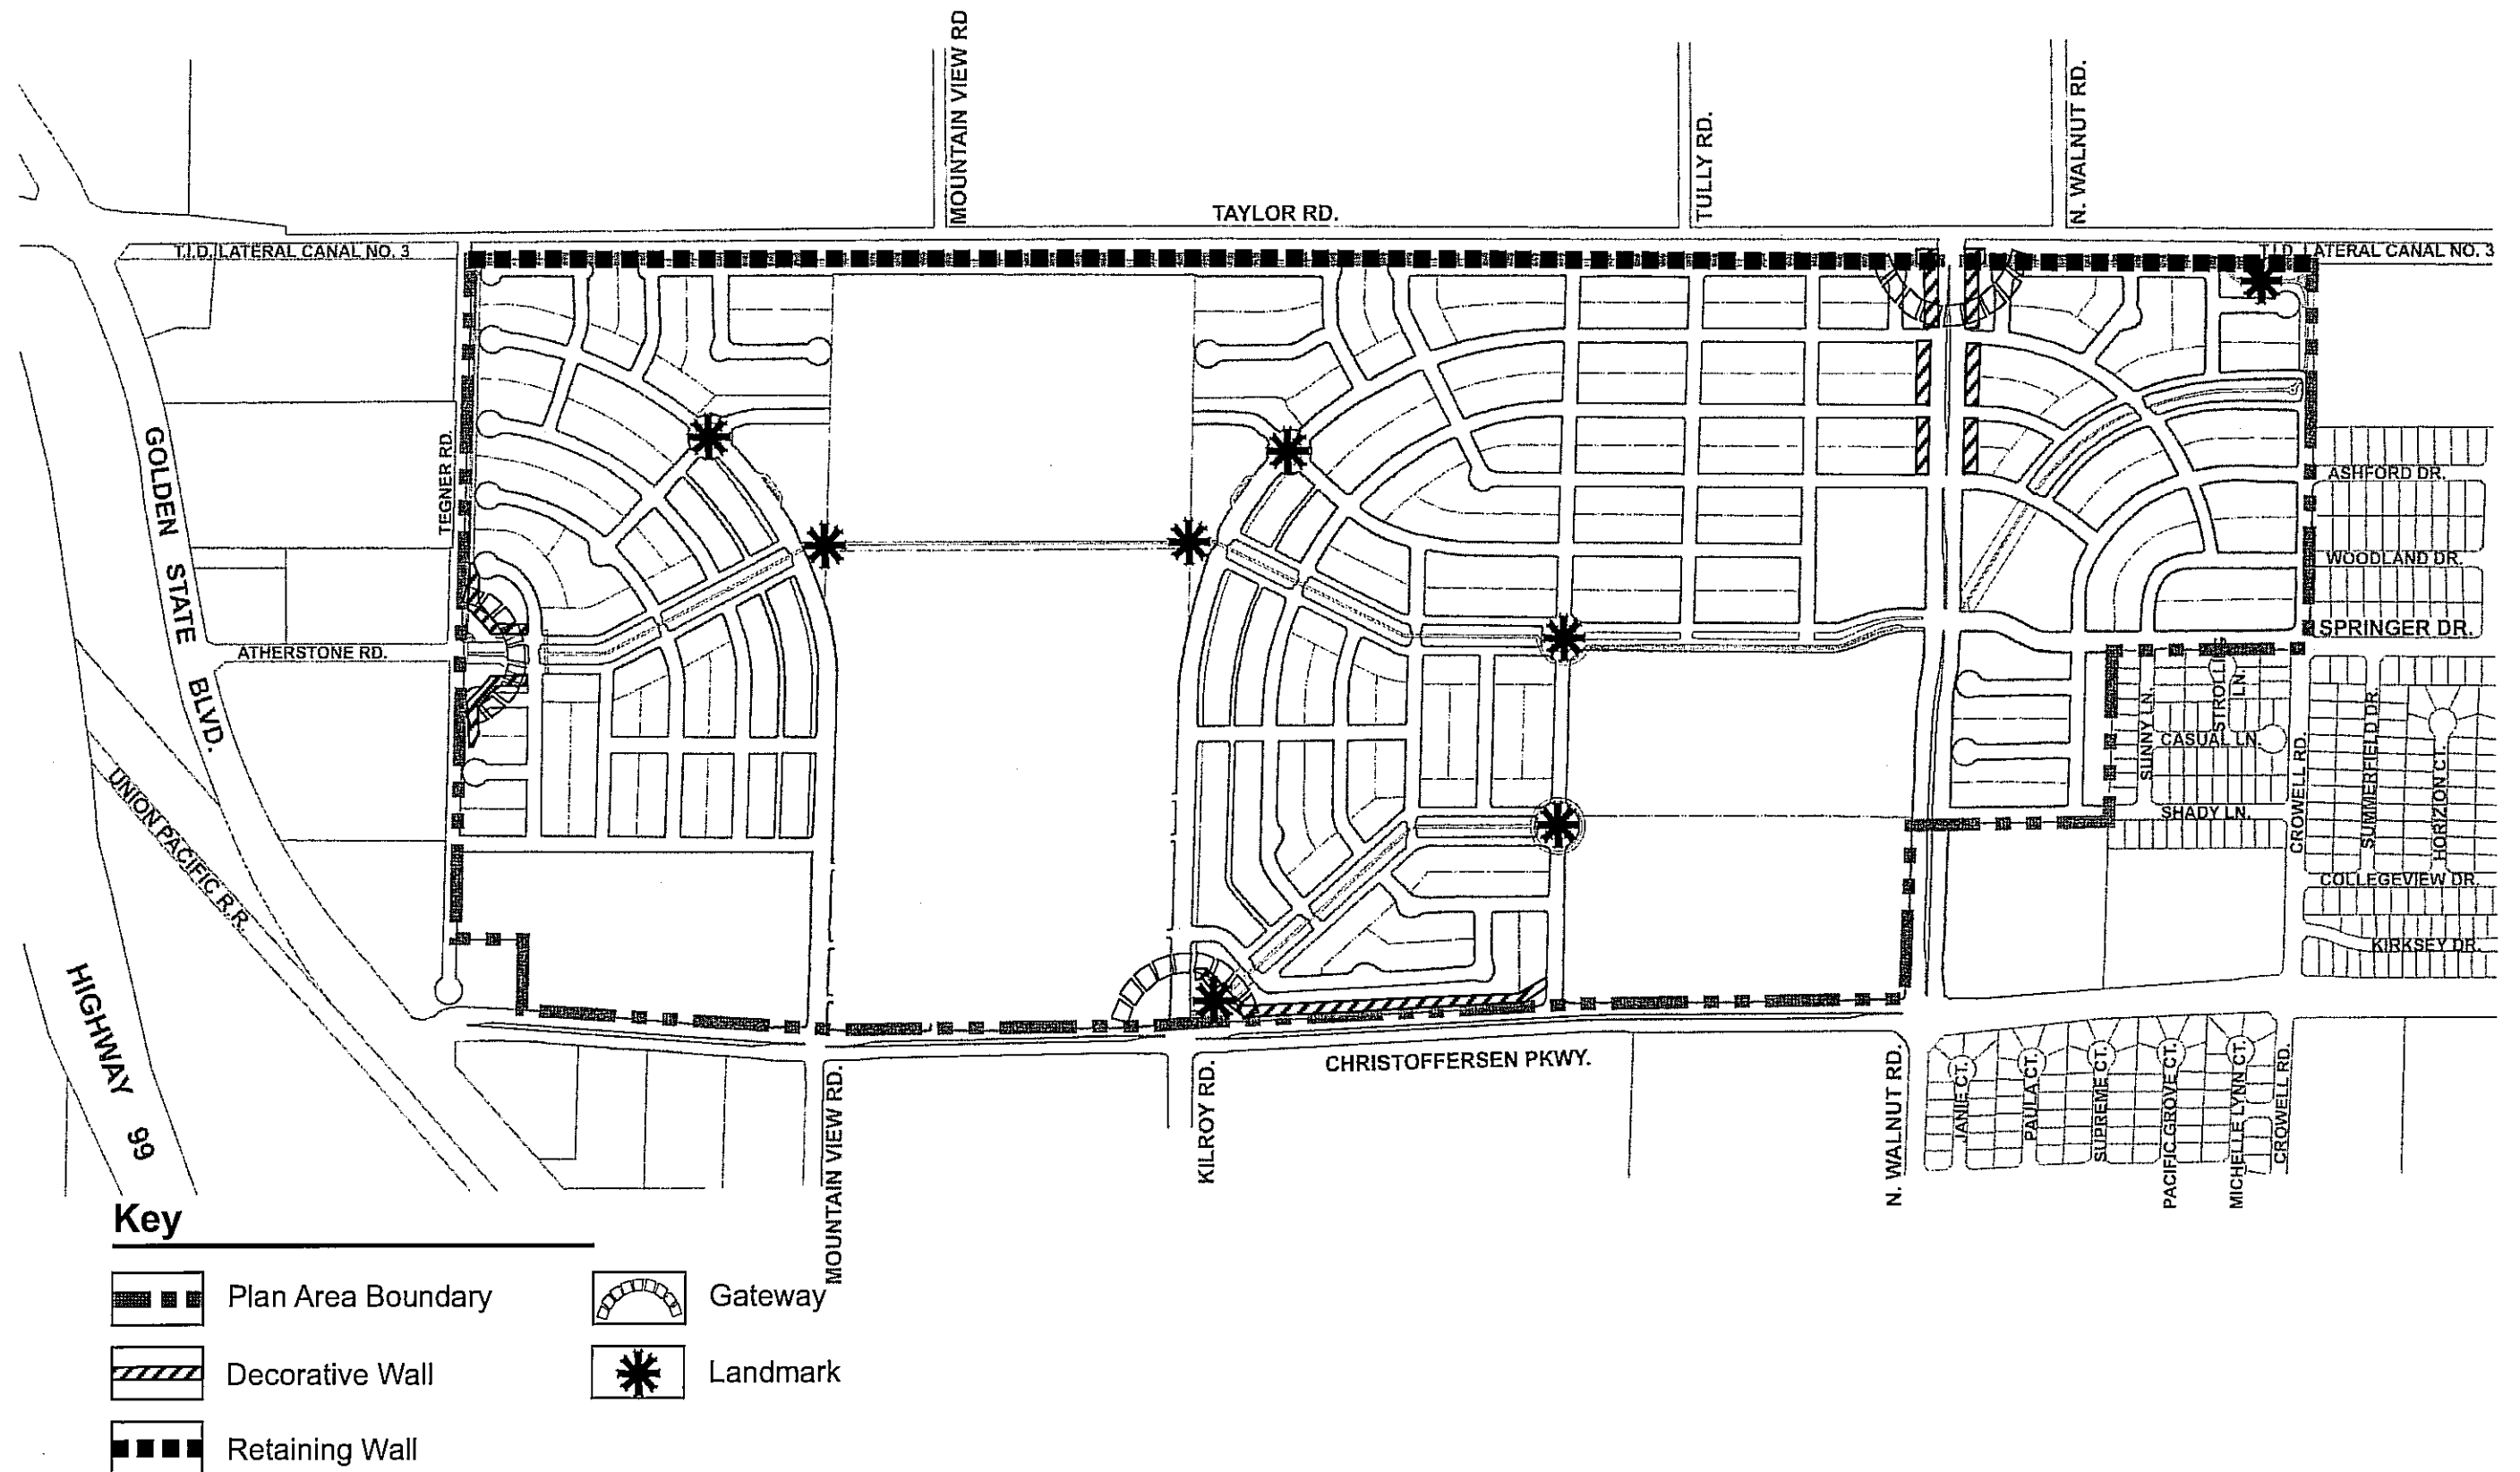 MOUNTAIN VIEW RD
TULLY RD.
N. WALNUT RD.
TAYLOR RD.
T.I.D. LATERAL CANAL NO. 3
T.I.D. LATERAL CANAL NO. 3
GOLDEN STATE BLVD.
TEGNER RD.
ATHERSTONE RD.
UNION PACIFIC R.R.
HIGHWAY 99
ASHFORD DR.
WOODLAND DR.
SPRINGER DR.
SUNNY LN.
STROLLING
LN.
CASUAL LN.
SHADY LN.
CROWELL RD.
SUMMERFIELD DR.
HORIZION CT.
COLLEGEVIEW DR.
KIRKSEY DR.
CHRISTOFFERSEN PKWY.
MOUNTAIN VIEW RD.
KILROY RD.
N. WALNUT RD.
JANIE CT.
PAULA CT.
SUPREME CT.
PACIFIC GROVE CT.
MICHELLE LYNN CT.
CROWELL RD.
Key
Plan Area Boundary
Decorative Wall
Retaining Wall
Gateway
Landmark